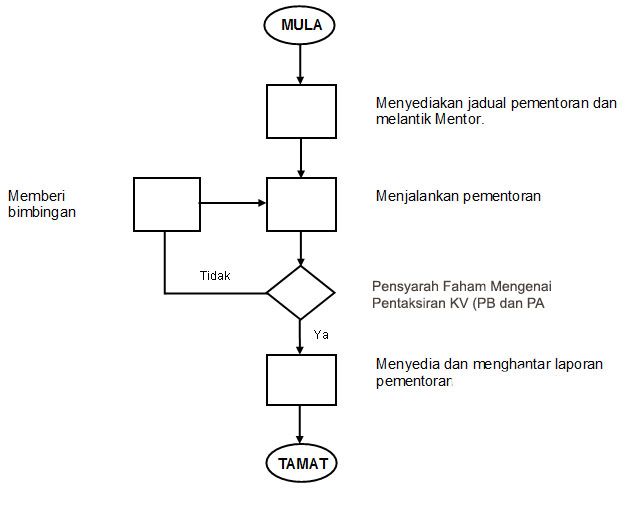 MULA
Menyediakan jadual pementoran dan
melantik Mentor.
Memberi
bimbingan
Menjalankan pementoran
Tidak
Pensyarah Faham Mengenai
Pentaksiran KV (PB dan PA
Ya
Menyedia dan menghantar laporan
pementoran
TAMAT